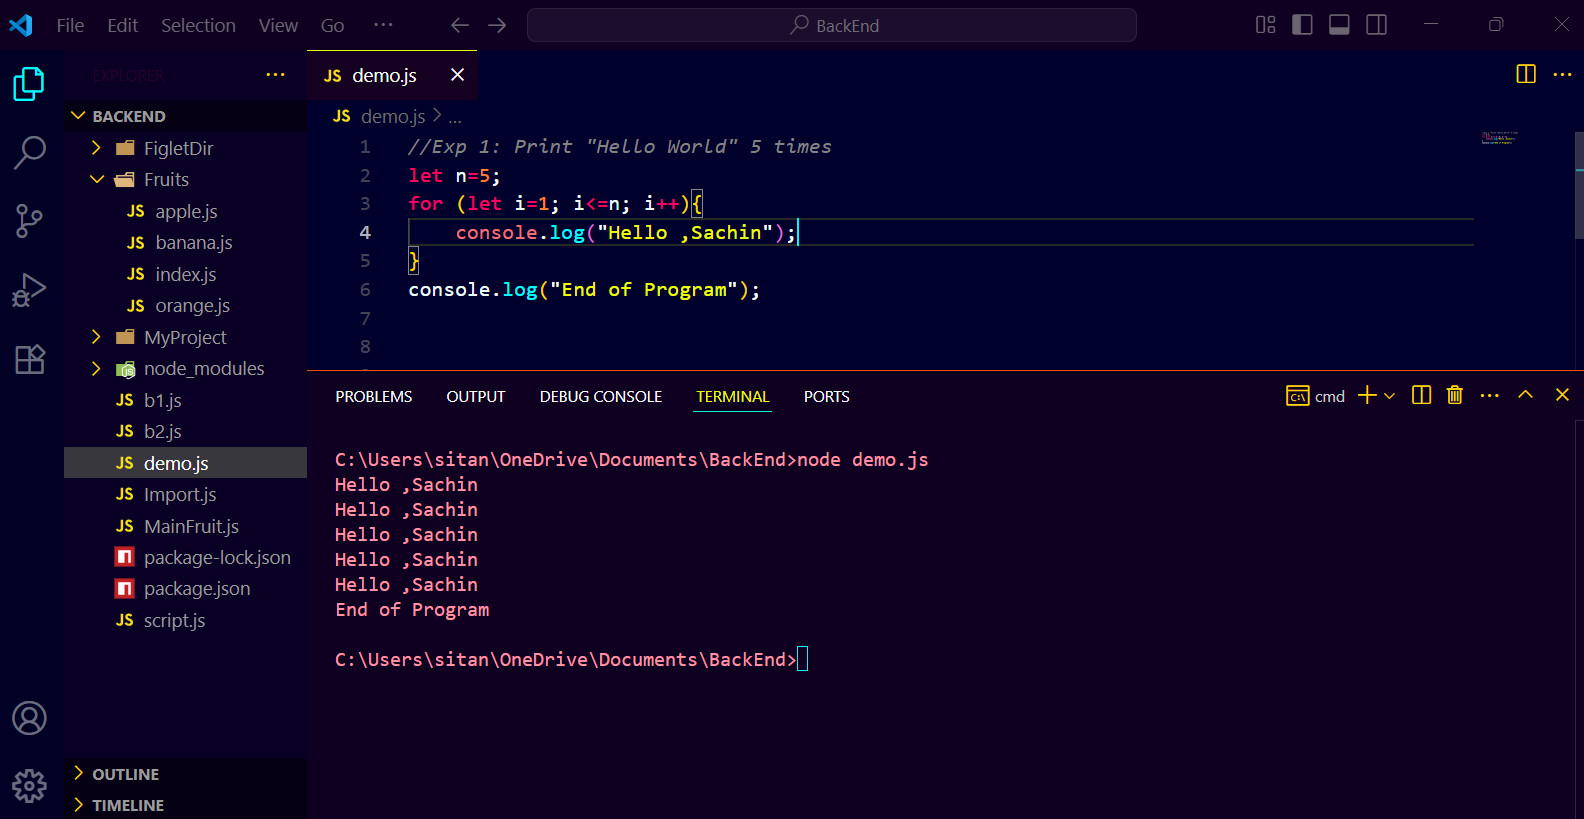 File Edit Selection View Go ··· BackEnd
EXPLORER ···
JS demo.js
BACKEND
FigletDir
Fruits
JS apple.js
JS banana.js
JS index.js
JS orange.js
MyProject
node_modules
JS b1.js
JS b2.js
JS demo.js
JS Import.js
JS MainFruit.js
package-lock.json
package.json
JS script.js
OUTLINE
TIMELINE
JS demo.js > ...
1 //Exp 1: Print "Hello World" 5 times
2 let n=5;
3 for (let i=1; i<=n; i++){
4 console.log("Hello ,Sachin");
5 }
6 console.log("End of Program");
7
8
PROBLEMS OUTPUT DEBUG CONSOLE TERMINAL PORTS cmd
C:\Users\sitan\OneDrive\Documents\BackEnd>node demo.js
Hello ,Sachin
Hello ,Sachin
Hello ,Sachin
Hello ,Sachin
Hello ,Sachin
End of Program
C:\Users\sitan\OneDrive\Documents\BackEnd>